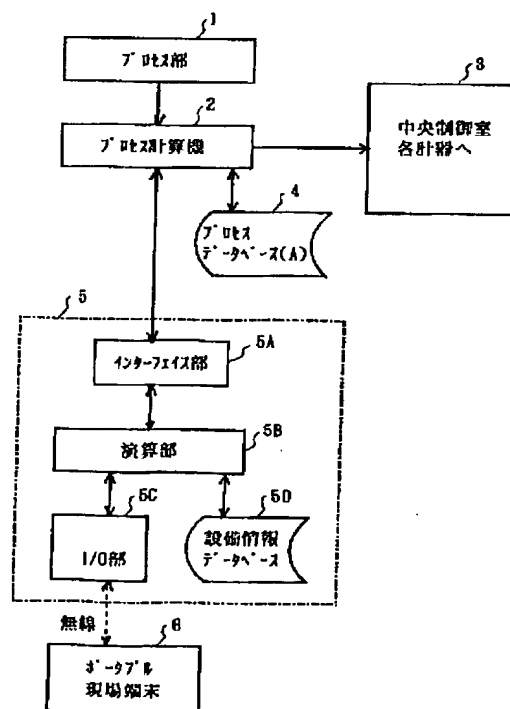 1
プロセス部
2
プロセス計算機
3
中央制御室
各計器へ
4
プロセス
データベース(A)
5
5A
インターフェイス部
5B
演算部
5C
I/O部
5D
設備情報
データベース
無線
6
ポータブル
現場端末